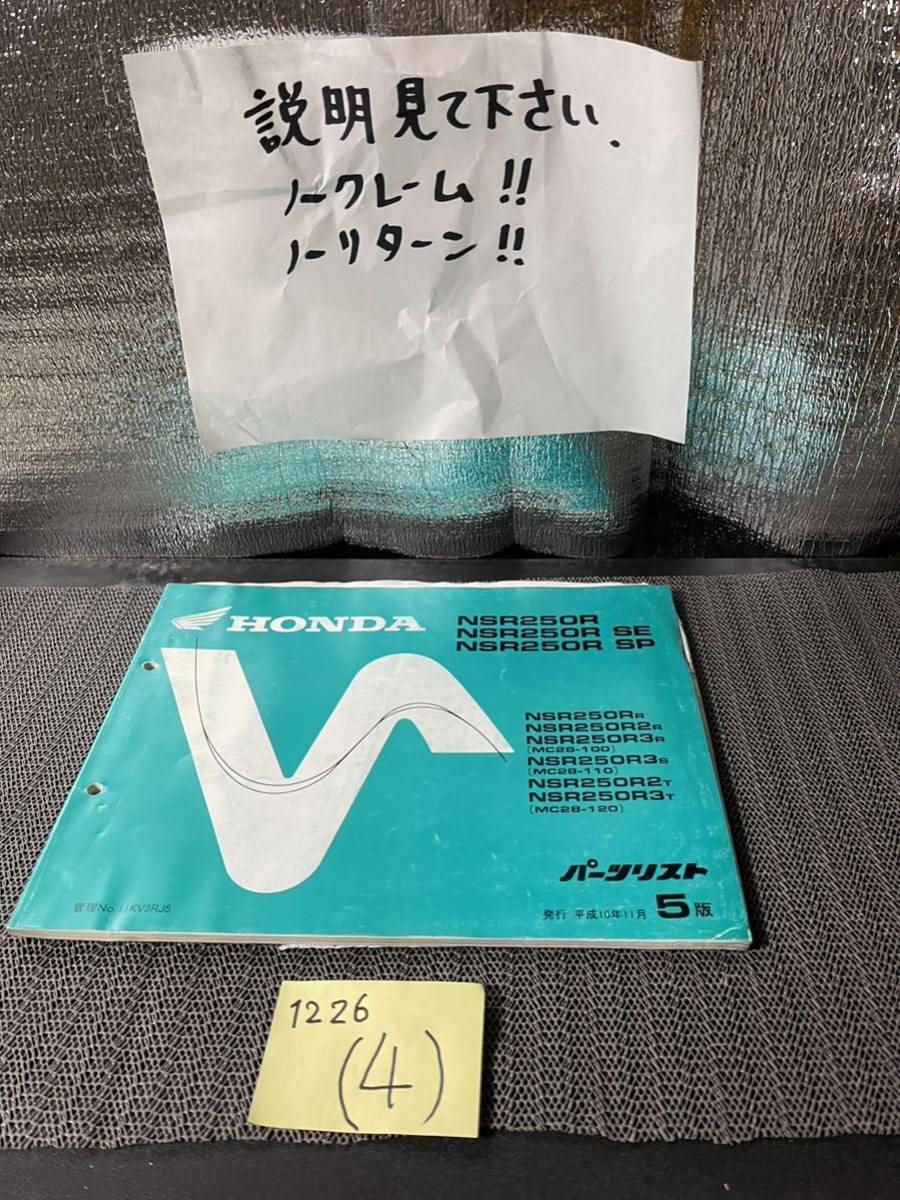 説明見て下さい、
ノークレーム!!
ノーリターン!!
HONDA
NSR250R
NSR250R SE
NSR250R SP
NSR250RR
NSR250R2R
NSR250R3R
(MC28-100)
NSR250R3S
(MC28-110)
NSR250R2T
NSR250R3T
(MC28-120)
パーツリスト
管理No.11KV3RJ5
発行 平成10年11月 5版
1226
(4)